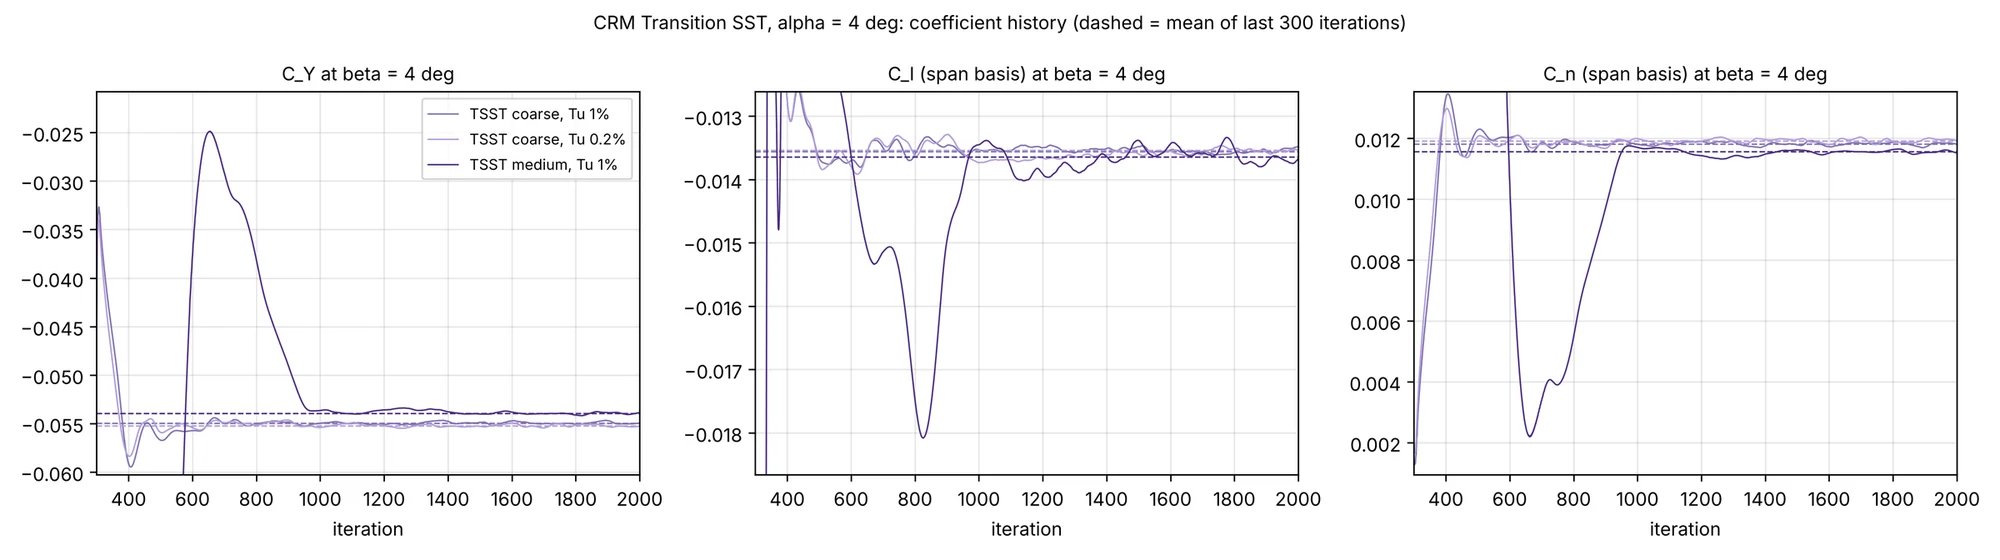 CRM Transition SST, alpha = 4 deg: coefficient history (dashed = mean of last 300 iterations)
C_Y at beta = 4 deg
TSST coarse, Tu 1%
TSST coarse, Tu 0.2%
TSST medium, Tu 1%
−0.025
−0.030
−0.035
−0.040
−0.045
−0.050
−0.055
−0.060
400 600 800 1000 1200 1400 1600 1800 2000
iteration
C_l (span basis) at beta = 4 deg
−0.013
−0.014
−0.015
−0.016
−0.017
−0.018
400 600 800 1000 1200 1400 1600 1800 2000
iteration
C_n (span basis) at beta = 4 deg
0.012
0.010
0.008
0.006
0.004
0.002
400 600 800 1000 1200 1400 1600 1800 2000
iteration